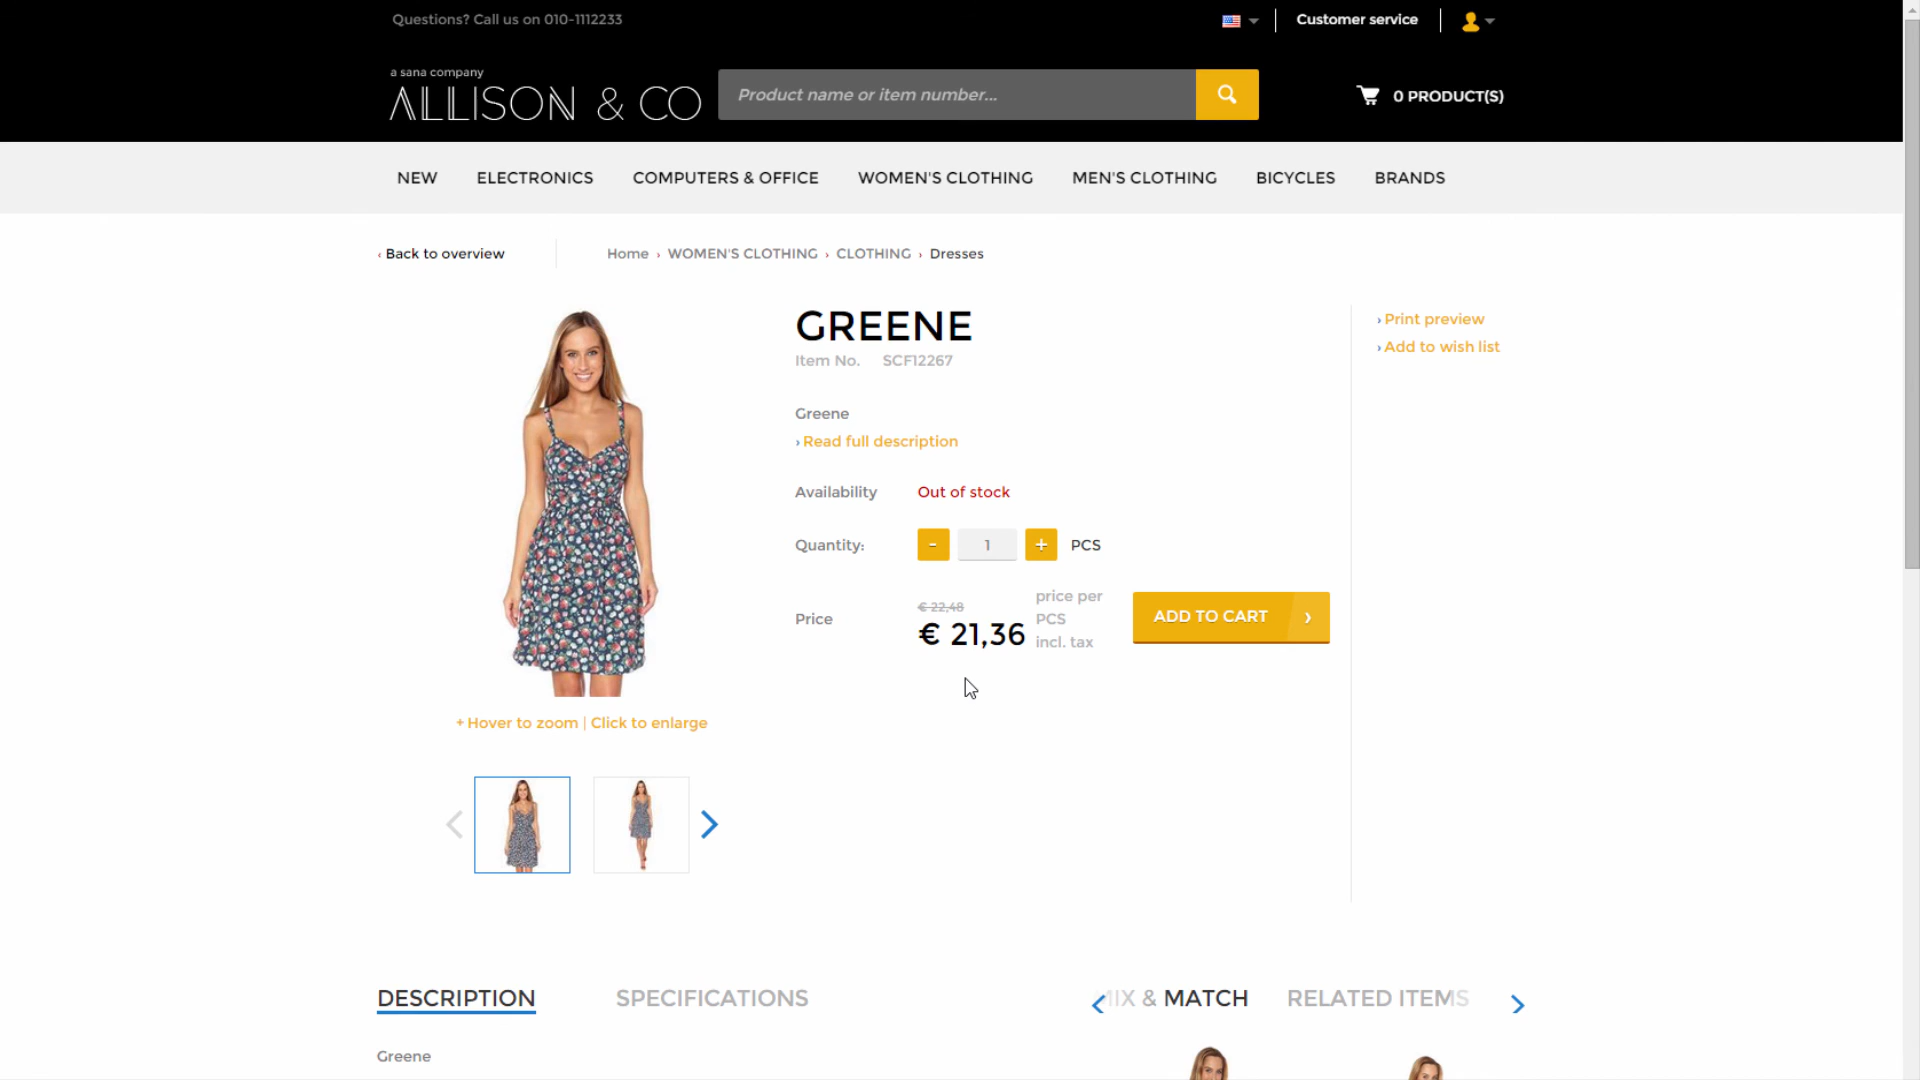 Questions? Call us on 010-1112233
Customer service
a sana company
ALLISON & CO
Product name or item number...
0 PRODUCT(S)
NEW
ELECTRONICS
COMPUTERS & OFFICE
WOMEN'S CLOTHING
MEN'S CLOTHING
BICYCLES
BRANDS
‹ Back to overview
Home › WOMEN'S CLOTHING › CLOTHING › Dresses
GREENE
Item No. SCF12267
Greene
› Read full description
Availability Out of stock
Quantity: - 1 + PCS
Price
€ 22,48
€ 21,36
price per
PCS
incl. tax
ADD TO CART ›
› Print preview
› Add to wish list
+ Hover to zoom | Click to enlarge
DESCRIPTION
SPECIFICATIONS
IX & MATCH
RELATED ITEMS
Greene